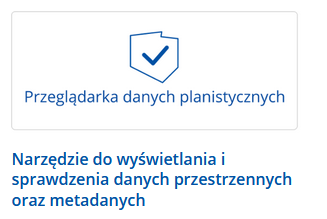 Przeglądarka danych planistycznych
Narzędzie do wyświetlania i
sprawdzenia danych przestrzennych
oraz metadanych